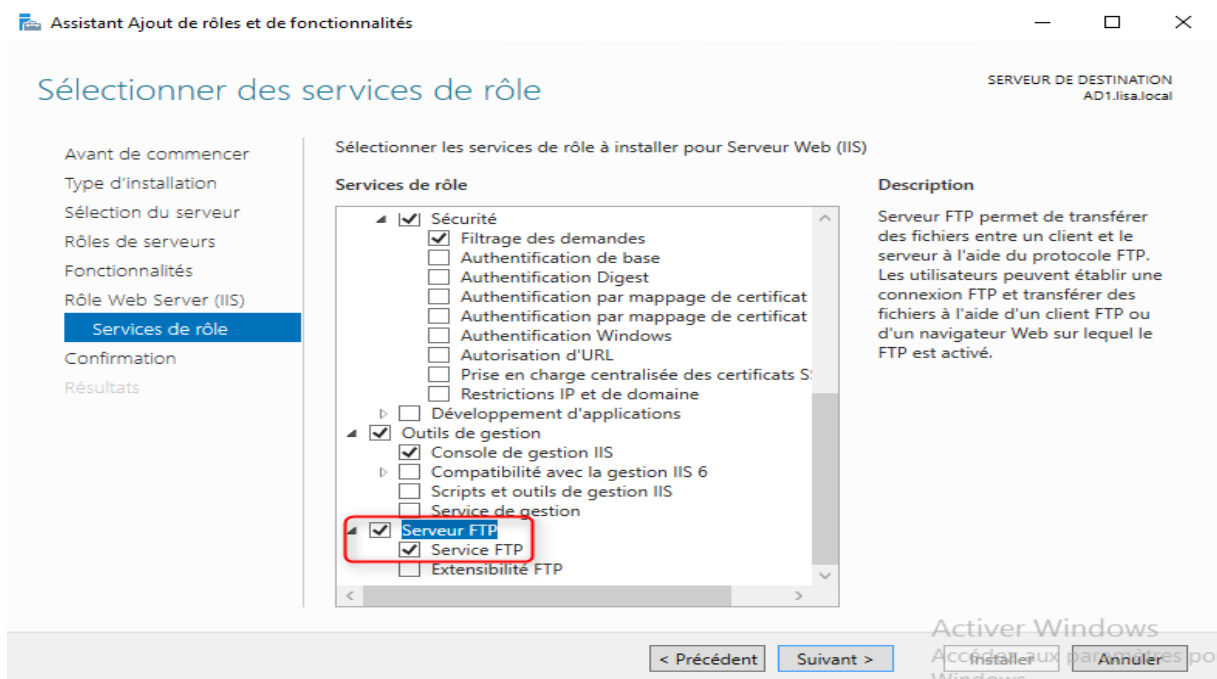 Assistant Ajout de rôles et de fonctionnalités
Sélectionner des services de rôle
SERVEUR DE DESTINATION
AD1.lisa.local
Avant de commencer
Type d'installation
Sélection du serveur
Rôles de serveurs
Fonctionnalités
Rôle Web Server (IIS)
Services de rôle
Confirmation
Résultats
Sélectionner les services de rôle à installer pour Serveur Web (IIS)
Services de rôle
Sécurité
Filtrage des demandes
Authentification de base
Authentification Digest
Authentification par mappage de certificat
Authentification par mappage de certificat
Authentification Windows
Autorisation d'URL
Prise en charge centralisée des certificats
Restrictions IP et de domaine
Développement d'applications
Outils de gestion
Console de gestion IIS
Compatibilité avec la gestion IIS 6
Scripts et outils de gestion IIS
Service de gestion
Serveur FTP
Service FTP
Extensibilité FTP
Description
Serveur FTP permet de transférer
des fichiers entre un client et le
serveur à l'aide du protocole FTP.
Les utilisateurs peuvent établir une
connexion FTP et transférer des
fichiers à l'aide d'un client FTP ou
d'un navigateur Web sur lequel le
FTP est activé.
Activer Windows
Accédez aux paramètres po
Windows
< Précédent
Suivant >
Installer
Annuler